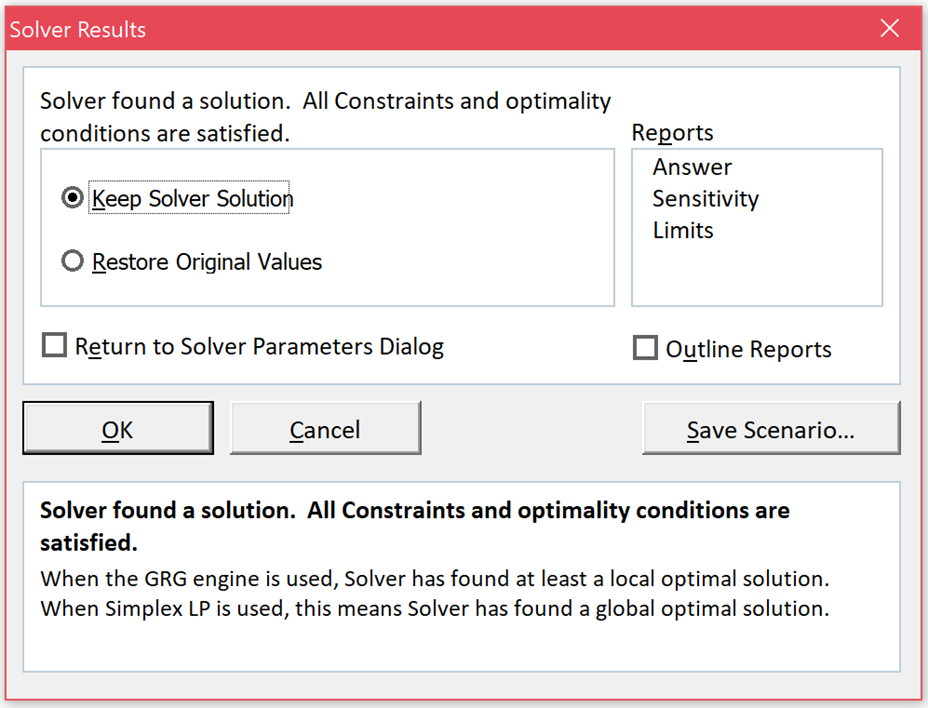 Solver Results
Solver found a solution.  All Constraints and optimality
conditions are satisfied.
Keep Solver Solution
Restore Original Values
Return to Solver Parameters Dialog
Reports
Answer
Sensitivity
Limits
Outline Reports
OK
Cancel
Save Scenario...
Solver found a solution.  All Constraints and optimality conditions are
satisfied.
When the GRG engine is used, Solver has found at least a local optimal solution.
When Simplex LP is used, this means Solver has found a global optimal solution.